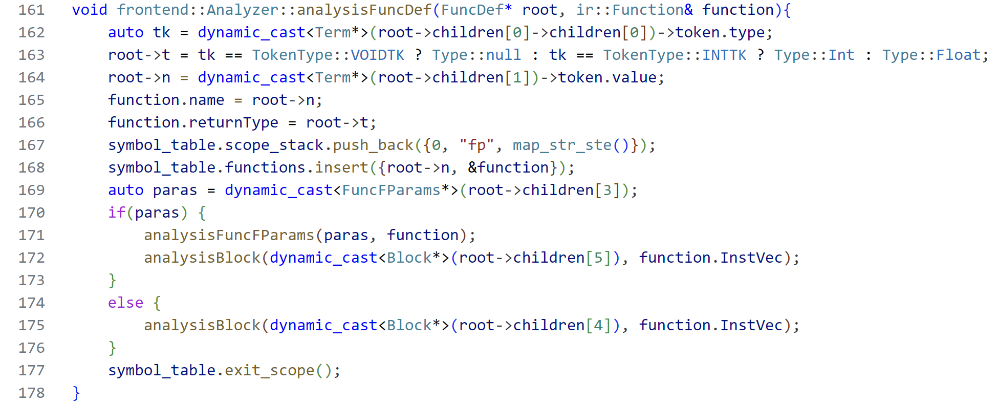 161 void frontend::Analyzer::analysisFuncDef(FuncDef* root, ir::Function& function){
162     auto tk = dynamic_cast<Term*>(root->children[0]->children[0])->token.type;
163     root->t = tk == TokenType::VOIDTK ? Type::null : tk == TokenType::INTTK ? Type::Int : Type::Float;
164     root->n = dynamic_cast<Term*>(root->children[1])->token.value;
165     function.name = root->n;
166     function.returnType = root->t;
167     symbol_table.scope_stack.push_back({0, "fp", map_str_ste()});
168     symbol_table.functions.insert({root->n, &function});
169     auto paras = dynamic_cast<FuncFParams*>(root->children[3]);
170     if(paras) {
171         analysisFuncFParams(paras, function);
172         analysisBlock(dynamic_cast<Block*>(root->children[5]), function.InstVec);
173     }
174     else {
175         analysisBlock(dynamic_cast<Block*>(root->children[4]), function.InstVec);
176     }
177     symbol_table.exit_scope();
178 }